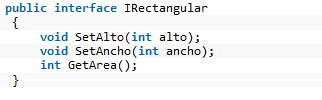 public interface IRectangular
{
void SetAlto(int alto);
void SetAncho(int ancho);
int GetArea();
}